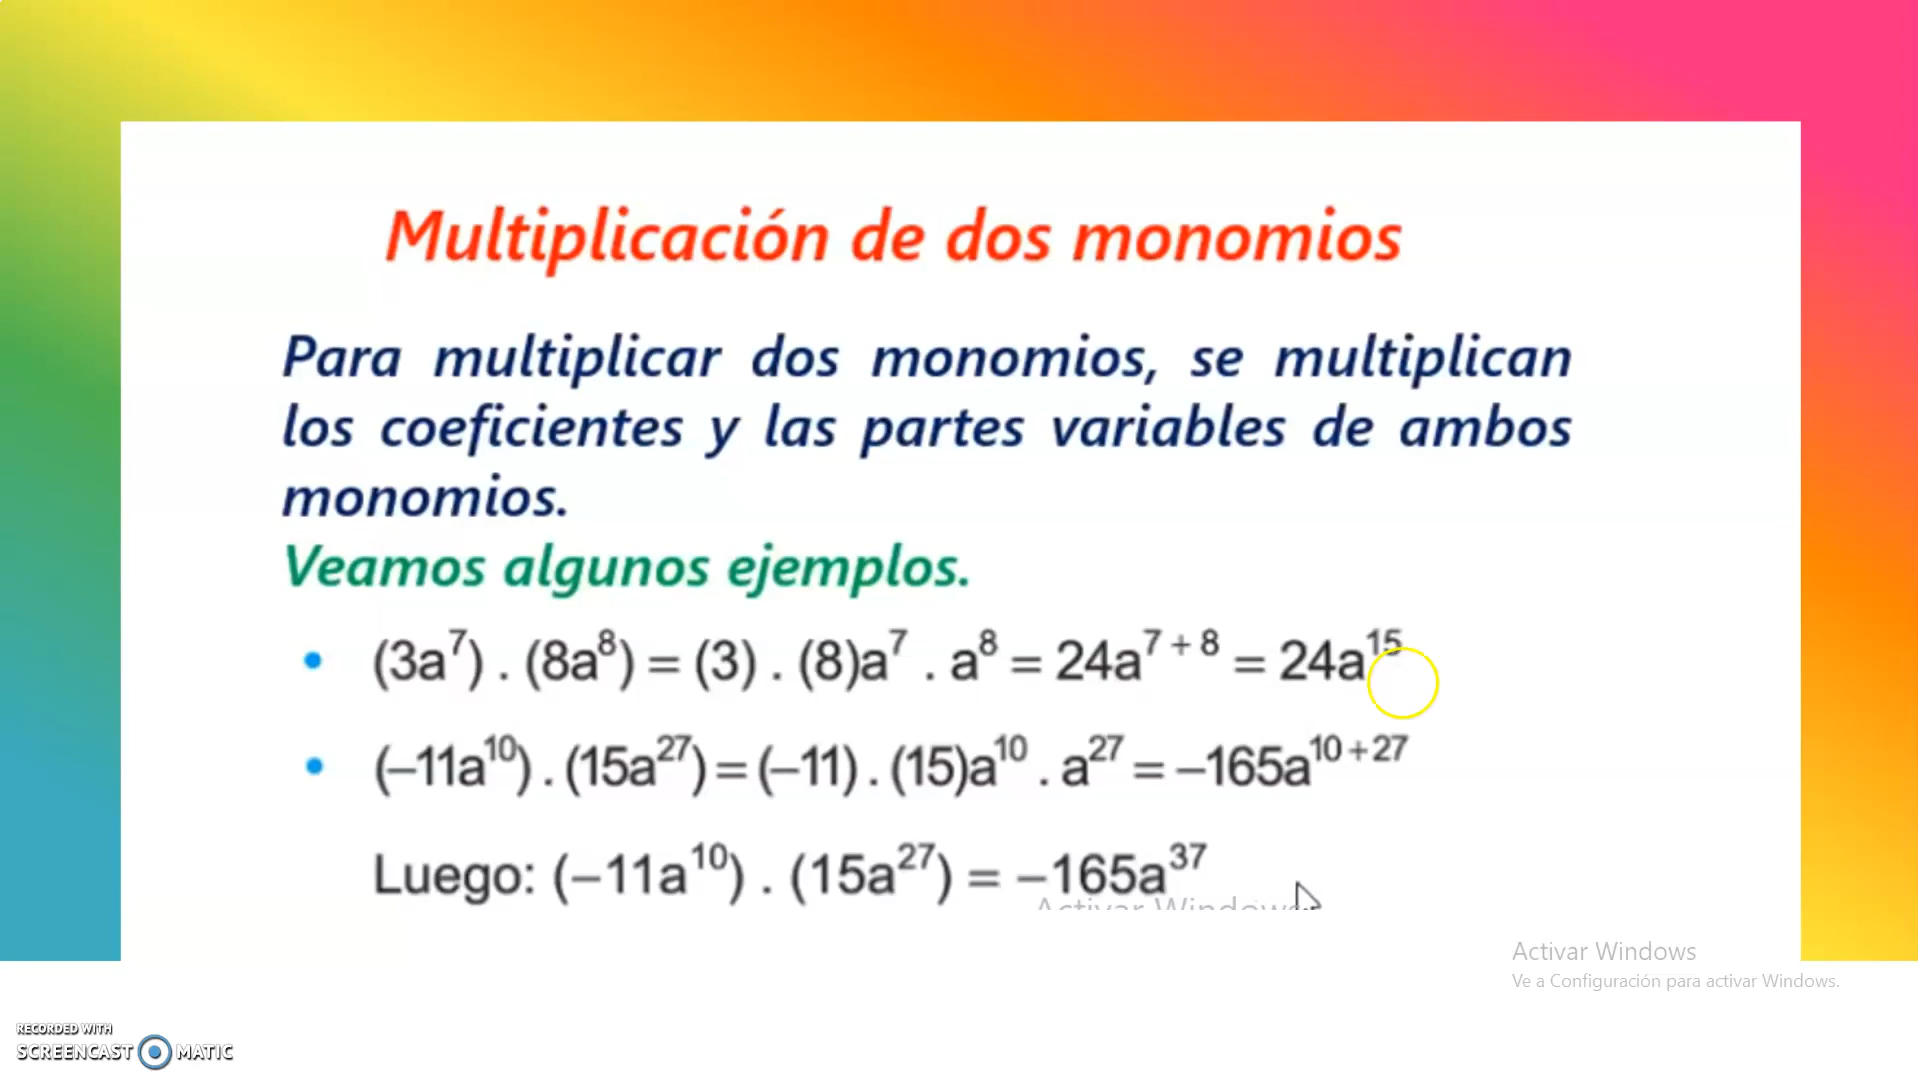 Multiplicación de dos monomios
Para multiplicar dos monomios, se multiplican
los coeficientes y las partes variables de ambos
monomios.
Veamos algunos ejemplos.
• (3a⁷) . (8a⁸) = (3) . (8)a⁷ . a⁸ = 24a⁷⁺⁸ = 24a¹⁵
• (–11a¹⁰) . (15a²⁷) = (–11) . (15)a¹⁰ . a²⁷ = –165a¹⁰⁺²⁷
Luego: (–11a¹⁰) . (15a²⁷) = –165a³⁷
Activar Windows
Activar Windows
Ve a Configuración para activar Windows.
RECORDED WITH
SCREENCAST MATIC